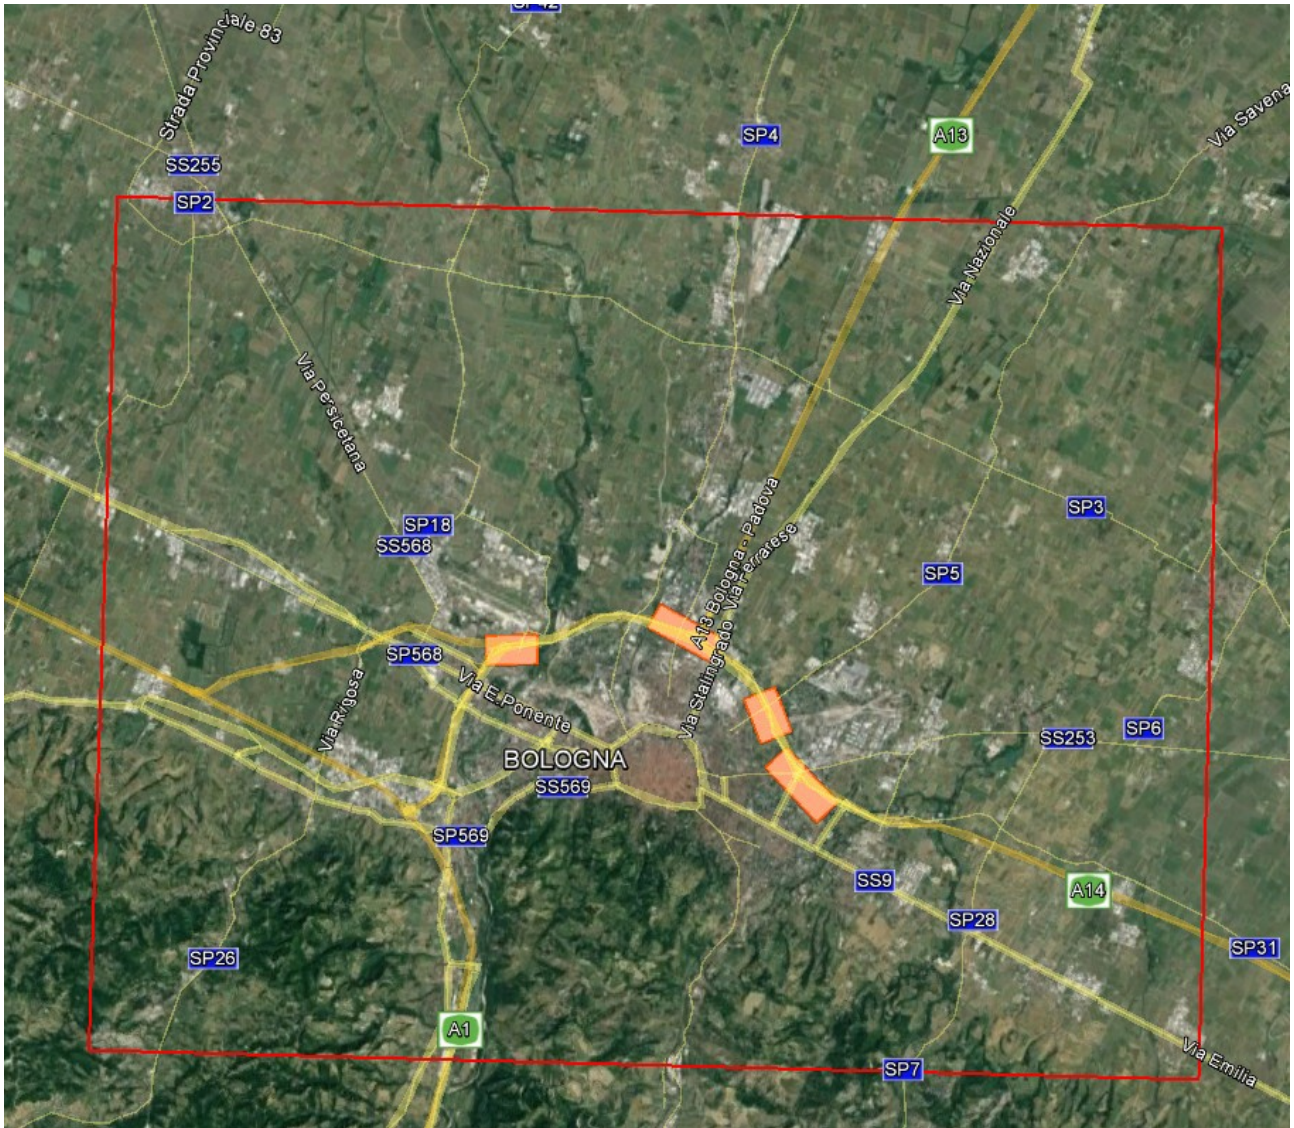 SP42
Strada Provinciale 83
SP4
A13
Via Savena
SS255
SP2
Via Nazionale
Via Persicetana
SP3
SP18
SS568
A13 Bologna - Padova
Via Ferrarese
SP5
SP568
Via Stalingrado
Via Rigosa
Via E.Ponente
SP6
SS253
BOLOGNA
SS569
SP569
SS9
A14
SP28
SP31
SP26
A1
SP7
Via Emilia